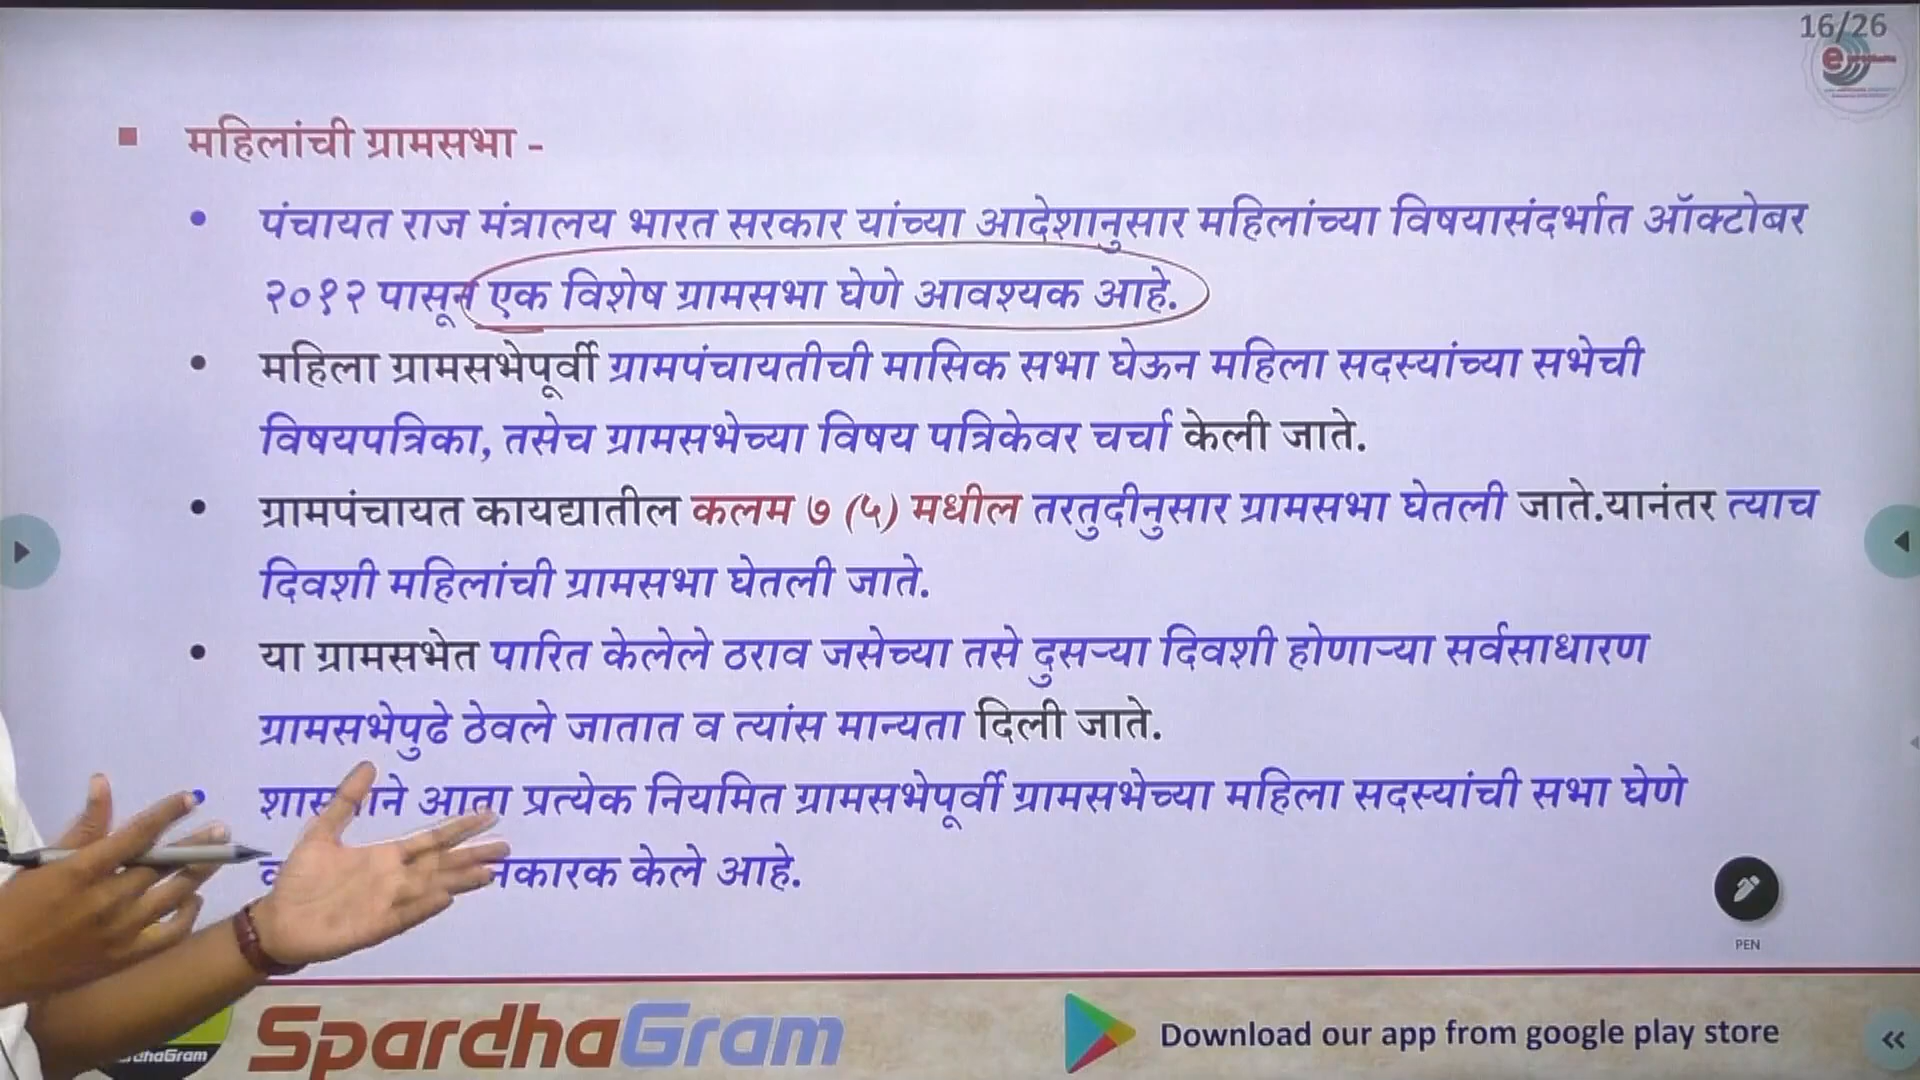 16/26
महिलांची ग्रामसभा -
पंचायत राज मंत्रालय भारत सरकार यांच्या आदेशानुसार महिलांच्या विषयासंदर्भात ऑक्टोबर
२०१२ पासून एक विशेष ग्रामसभा घेणे आवश्यक आहे.
महिला ग्रामसभेपूर्वी ग्रामपंचायतीची मासिक सभा घेऊन महिला सदस्यांच्या सभेची
विषयपत्रिका, तसेच ग्रामसभेच्या विषय पत्रिकेवर चर्चा केली जाते.
ग्रामपंचायत कायद्यातील कलम ७ (५) मधील तरतुदीनुसार ग्रामसभा घेतली जाते.यानंतर त्याच
दिवशी महिलांची ग्रामसभा घेतली जाते.
या ग्रामसभेत पारित केलेले ठराव जसेच्या तसे दुसऱ्या दिवशी होणाऱ्या सर्वसाधारण
ग्रामसभेपुढे ठेवले जातात व त्यांस मान्यता दिली जाते.
आता प्रत्येक नियमित ग्रामसभेपूर्वी ग्रामसभेच्या महिला सदस्यांची सभा घेणे
केले आहे.
PEN
SpardhaGram
Download our app from google play store